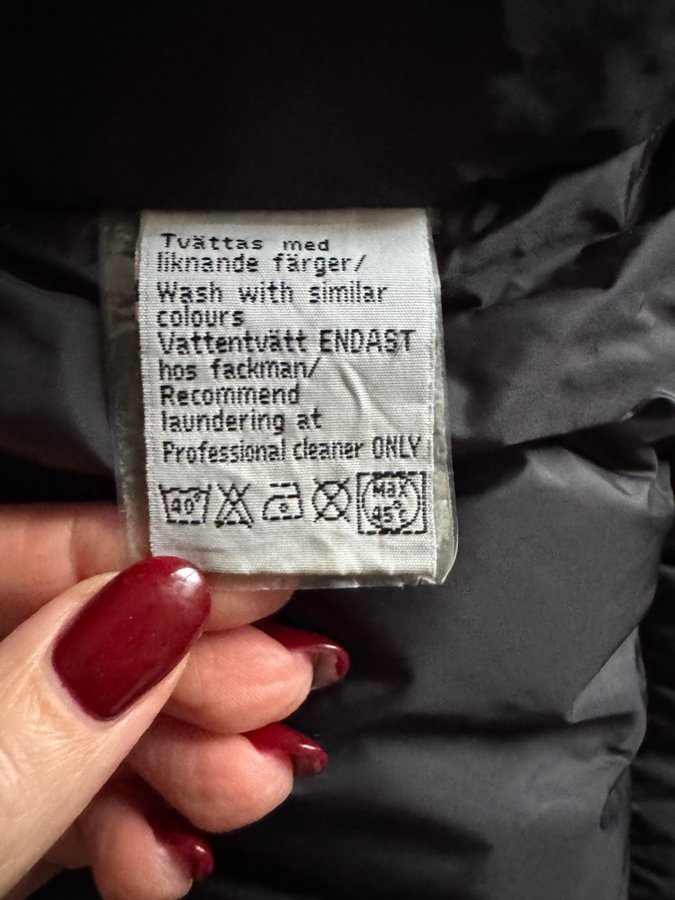 Tvättas med
liknande färger/
Wash with similar
colours
Vattentvätt ENDAST
hos fackman/
Recommend
laundering at
Professional cleaner ONLY
40°
Max
45°